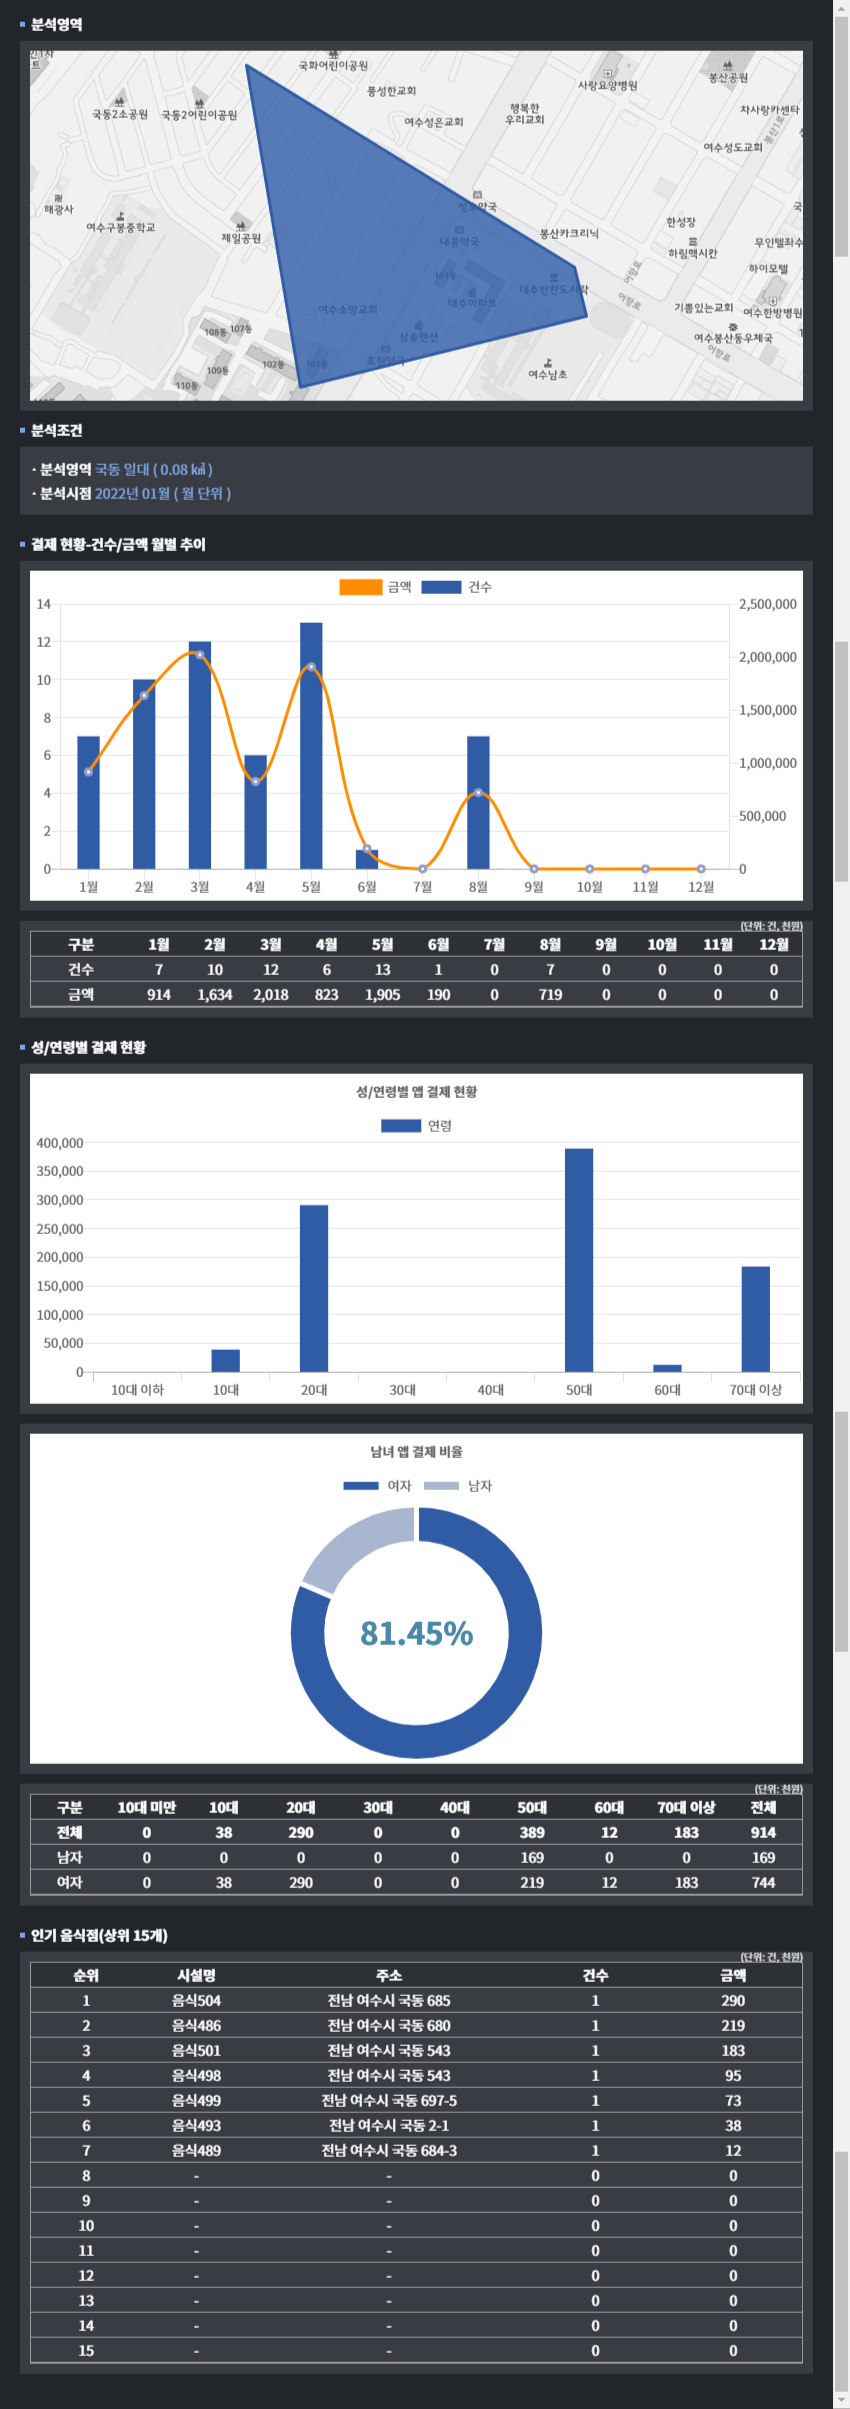 분석영역
국화어린이공원
사랑요양병원
봉산공원
풍성한교회
국동2소공원
국동2어린이공원
여수성은교회
행복한
우리교회
차사랑카센타
여수성도교회
해광사
여수구봉중학교
제일공원
봉산카크리닉
한성장
하림맥시칸
무인텔좌수
하이모텔
대흥약국
103동
대주아파트
여수소망교회
삼송맨션
어항로
어항로
기쁨있는교회
여수한방병원
여수봉산동우체국
어항로
108동
107동
109동
102동
101동
110동
초원약국
여수남초
분석조건
· 분석영역 국동 일대 ( 0.08 ㎢ )
· 분석시점 2022년 01월 ( 월 단위 )
결제 현황-건수/금액 월별 추이
금액 건수
14 2,500,000
12 2,000,000
10 1,500,000
8 1,000,000
6 500,000
4 0
2
0
1월 2월 3월 4월 5월 6월 7월 8월 9월 10월 11월 12월
(단위: 건, 천원)
구분 1월 2월 3월 4월 5월 6월 7월 8월 9월 10월 11월 12월
건수 7 10 12 6 13 1 0 7 0 0 0 0
금액 914 1,634 2,018 823 1,905 190 0 719 0 0 0 0
성/연령별 결제 현황
성/연령별 앱 결제 현황
연령
400,000
350,000
300,000
250,000
200,000
150,000
100,000
50,000
0
10대 이하 10대 20대 30대 40대 50대 60대 70대 이상
남녀 앱 결제 비율
여자 남자
81.45%
(단위: 천원)
구분 10대 미만 10대 20대 30대 40대 50대 60대 70대 이상 전체
전체 0 38 290 0 0 389 12 183 914
남자 0 0 0 0 0 169 0 0 169
여자 0 38 290 0 0 219 12 183 744
인기 음식점(상위 15개)
(단위: 건, 천원)
순위 시설명 주소 건수 금액
1 음식504 전남 여수시 국동 685 1 290
2 음식486 전남 여수시 국동 680 1 219
3 음식501 전남 여수시 국동 543 1 183
4 음식498 전남 여수시 국동 543 1 95
5 음식499 전남 여수시 국동 697-5 1 73
6 음식493 전남 여수시 국동 2-1 1 38
7 음식489 전남 여수시 국동 684-3 1 12
8 - - 0 0
9 - - 0 0
10 - - 0 0
11 - - 0 0
12 - - 0 0
13 - - 0 0
14 - - 0 0
15 - - 0 0